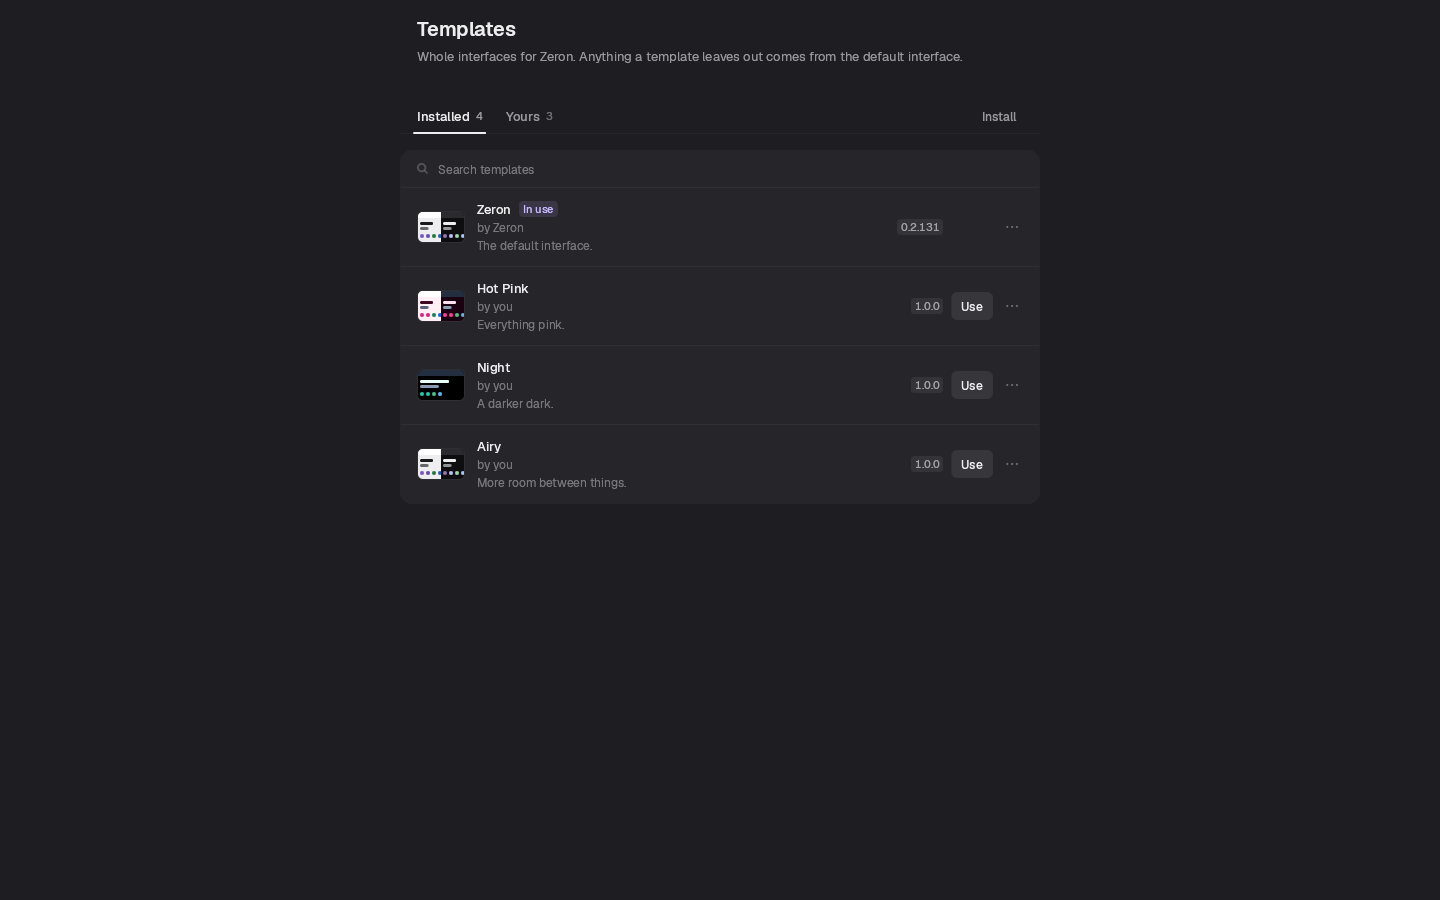 Templates
Whole interfaces for Zeron. Anything a template leaves out comes from the default interface.
Installed 4 Yours 3 Install
Search templates
Zeron In use
by Zeron 0.2.131
The default interface.
Hot Pink
by you 1.0.0 Use
Everything pink.
Night
by you 1.0.0 Use
A darker dark.
Airy
by you 1.0.0 Use
More room between things.